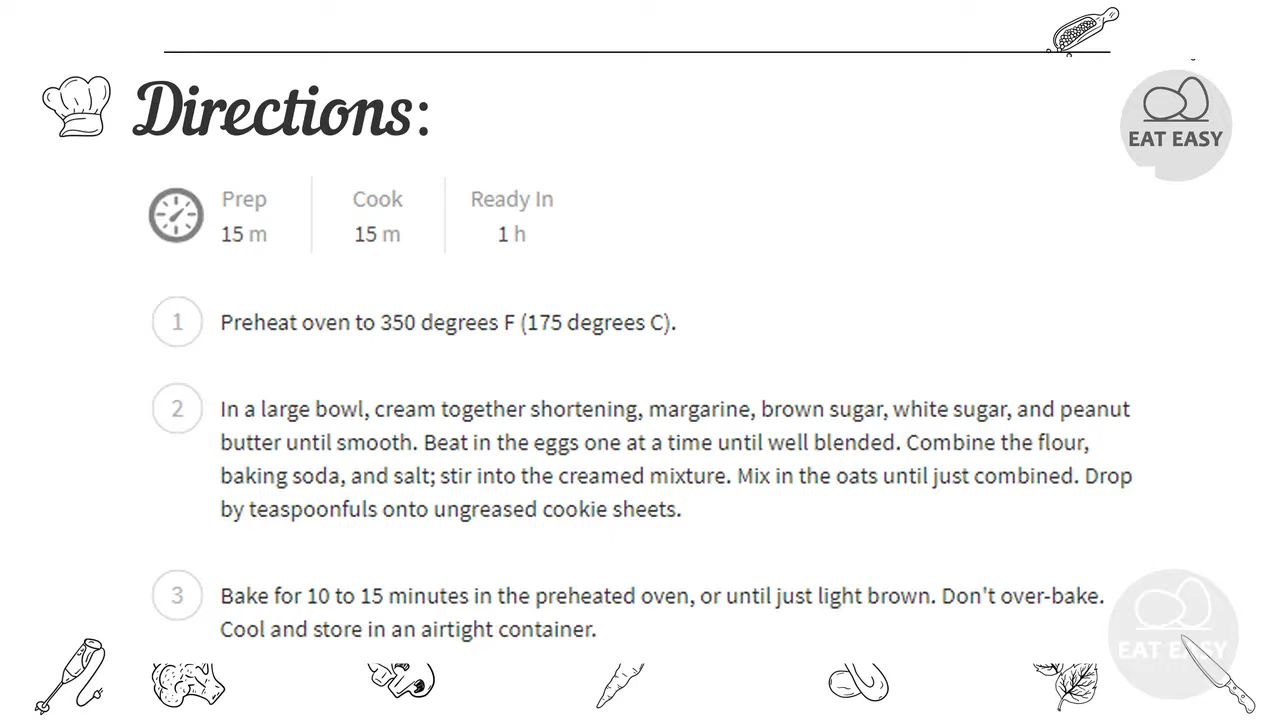 Directions:
EAT EASY
Prep
Cook
Ready In
15 m
15 m
1 h
1
Preheat oven to 350 degrees F (175 degrees C).
2
In a large bowl, cream together shortening, margarine, brown sugar, white sugar, and peanut
butter until smooth. Beat in the eggs one at a time until well blended. Combine the flour,
baking soda, and salt; stir into the creamed mixture. Mix in the oats until just combined. Drop
by teaspoonfuls onto ungreased cookie sheets.
3
Bake for 10 to 15 minutes in the preheated oven, or until just light brown. Don't over-bake.
Cool and store in an airtight container.
EAT EASY